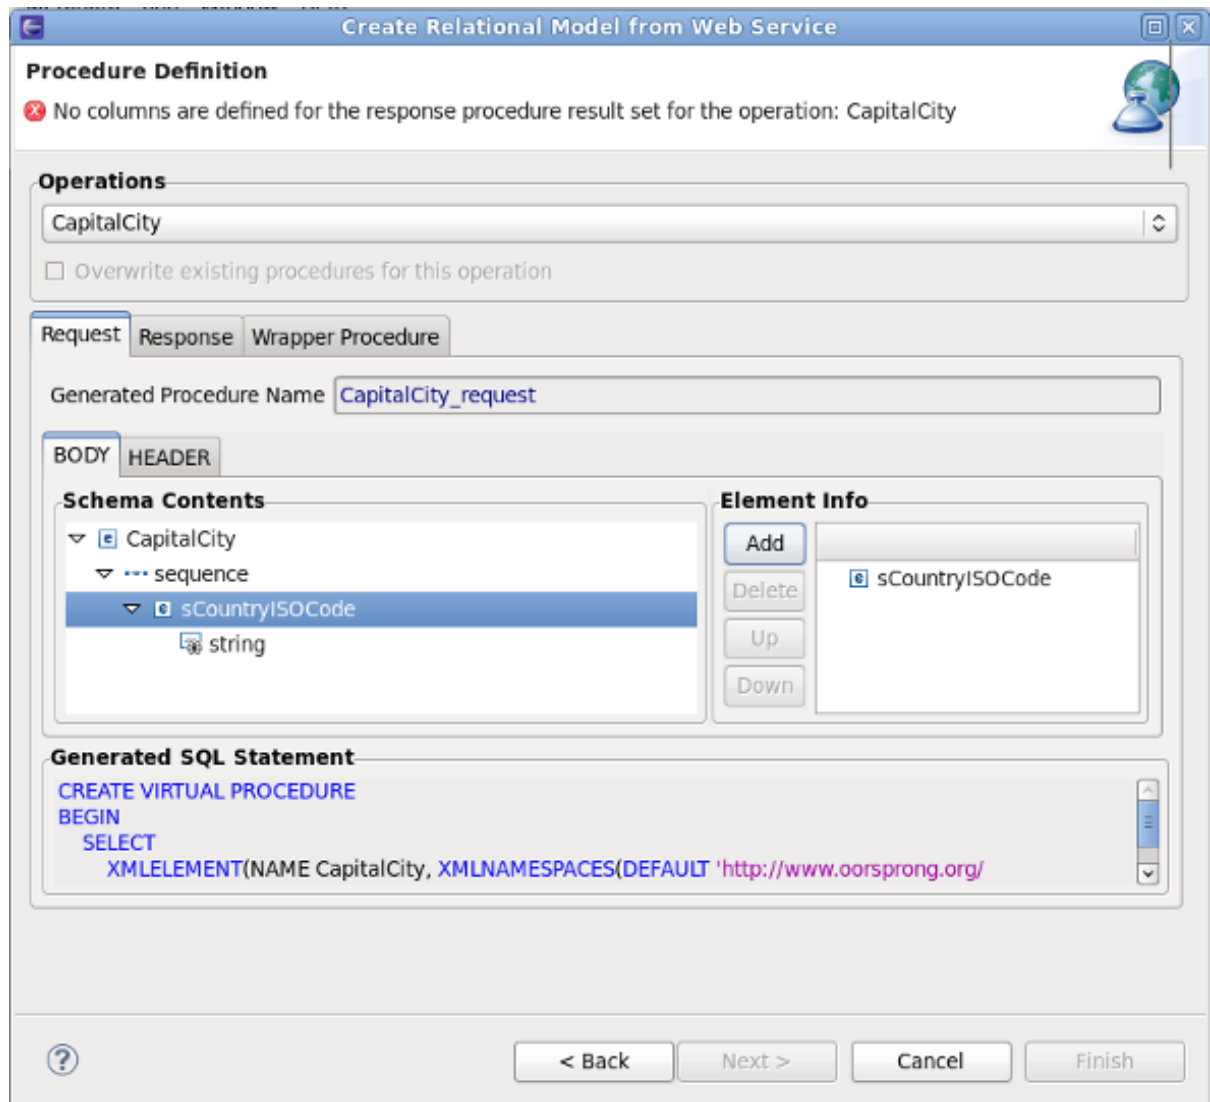 Create Relational Model from Web Service
Procedure Definition
No columns are defined for the response procedure result set for the operation: CapitalCity
Operations
CapitalCity
Overwrite existing procedures for this operation
Request Response Wrapper Procedure
Generated Procedure Name CapitalCity_request
BODY HEADER
Schema Contents Element Info
CapitalCity Add
sequence sCountryISOCode
sCountryISOCode Delete
string Up
Down
Generated SQL Statement
CREATE VIRTUAL PROCEDURE
BEGIN
SELECT
XMLELEMENT(NAME CapitalCity, XMLNAMESPACES(DEFAULT 'http://www.oorsprong.org/
? < Back Next > Cancel Finish